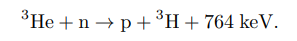 ³He + n → p + ³H + 764 keV.